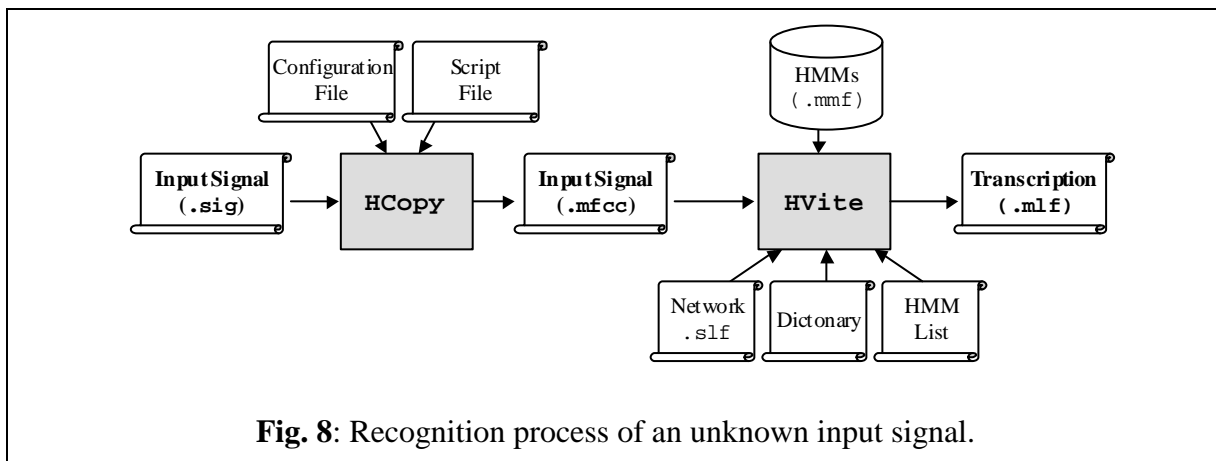 Configuration
File
Script
File
HMMs
(.mmf)
Input Signal
(.sig)
HCopy
Input Signal
(.mfcc)
HVite
Transcription
(.mlf)
Network
.slf
Dictonary
HMM
List
Fig. 8: Recognition process of an unknown input signal.